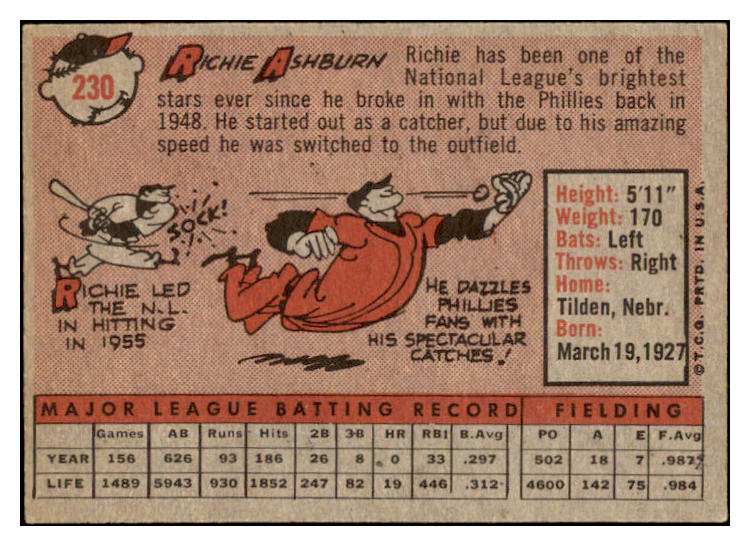 230
RICHIE ASHBURN Richie has been one of the
National League's brightest
stars ever since he broke in with the Phillies back in
1948. He started out as a catcher, but due to his amazing
speed he was switched to the outfield.
SOCK!
RICHIE LED
THE N.L.
IN HITTING
IN 1955
HE DAZZLES
PHILLIES
FANS WITH
HIS SPECTACULAR
CATCHES!
Height: 5'11"
Weight: 170
Bats: Left
Throws: Right
Home:
Tilden, Nebr.
Born:
March 19, 1927
© T.C.G. PRTD. IN U.S.A.
MAJOR LEAGUE BATTING RECORD FIELDING
Games AB Runs Hits 2B 3-B HR RBI B.Avg PO A E F.Avg
YEAR 156 626 93 186 26 8 0 33 .297 502 18 7 .987
LIFE 1489 5943 930 1852 247 82 19 446 .312 4600 142 75 .984